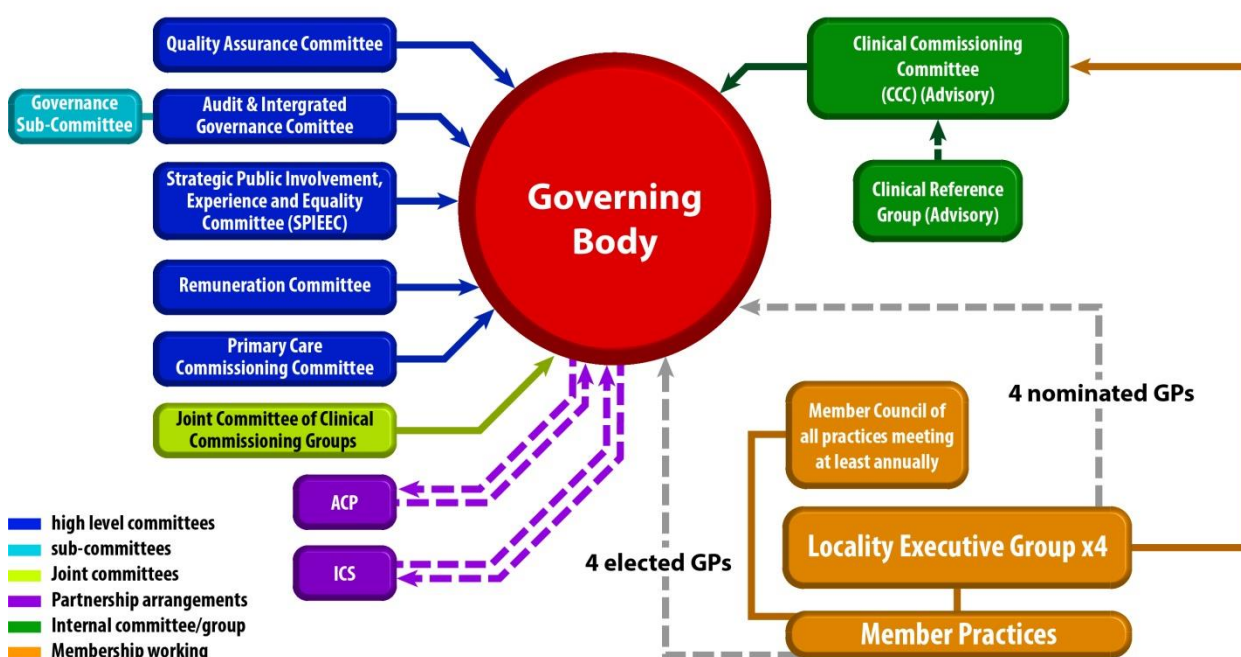 Quality Assurance Committee
Governance
Sub-Committee
Audit & Intergrated
Governance Comittee
Strategic Public Involvement,
Experience and Equality
Committee (SPIEEC)
Remuneration Committee
Primary Care
Commissioning Committee
Joint Committee of Clinical
Commissioning Groups
ACP
ICS
Governing
Body
Clinical Commissioning
Committee
(CCC) (Advisory)
Clinical Reference
Group (Advisory)
4 nominated GPs
Member Council of
all practices meeting
at least annually
Locality Executive Group x4
4 elected GPs
Member Practices
high level committees
sub-committees
Joint committees
Partnership arrangements
Internal committee/group
Membership working